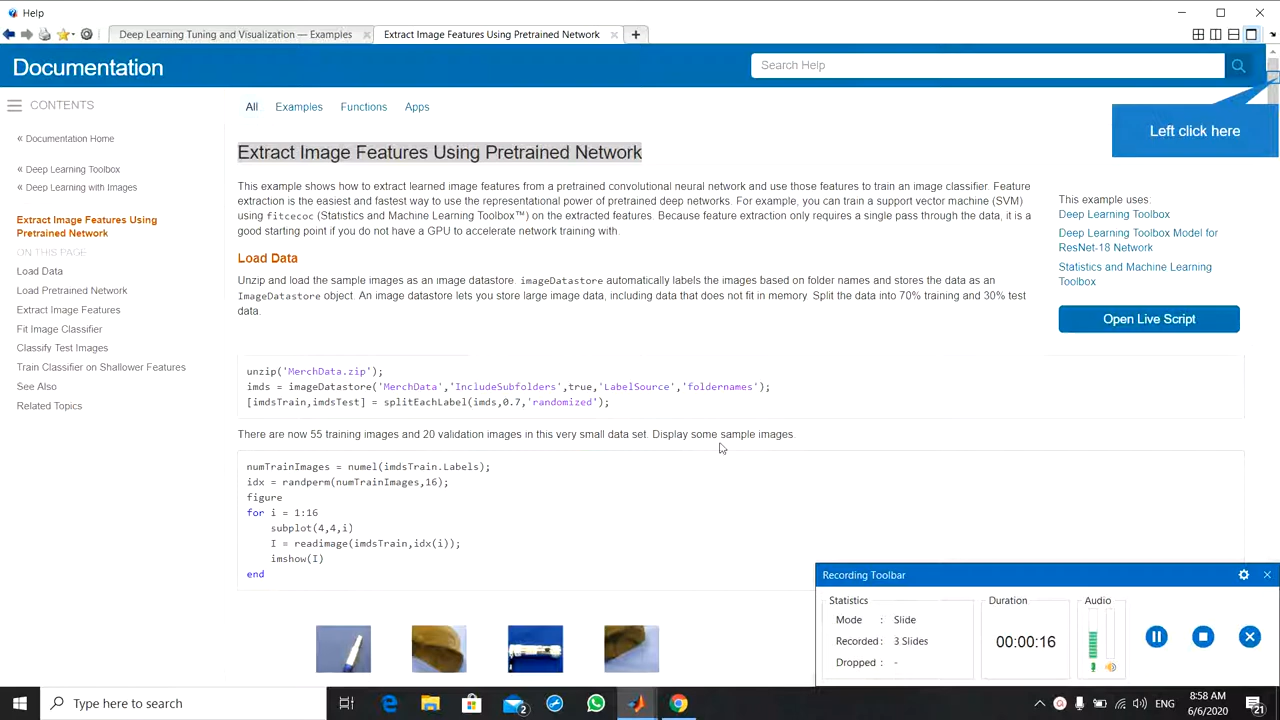 Help
Deep Learning Tuning and Visualization — Examples
Extract Image Features Using Pretrained Network
Documentation
Search Help
CONTENTS
All Examples Functions Apps
Left click here
« Documentation Home
« Deep Learning Toolbox
« Deep Learning with Images
Extract Image Features Using
Pretrained Network
ON THIS PAGE
Load Data
Load Pretrained Network
Extract Image Features
Fit Image Classifier
Classify Test Images
Train Classifier on Shallower Features
See Also
Related Topics
Extract Image Features Using Pretrained Network
This example shows how to extract learned image features from a pretrained convolutional neural network and use those features to train an image classifier. Feature
extraction is the easiest and fastest way to use the representational power of pretrained deep networks. For example, you can train a support vector machine (SVM)
using fitcecoc (Statistics and Machine Learning Toolbox™) on the extracted features. Because feature extraction only requires a single pass through the data, it is a
good starting point if you do not have a GPU to accelerate network training with.
Load Data
Unzip and load the sample images as an image datastore. imageDatastore automatically labels the images based on folder names and stores the data as an
ImageDatastore object. An image datastore lets you store large image data, including data that does not fit in memory. Split the data into 70% training and 30% test
data.
This example uses:
Deep Learning Toolbox
Deep Learning Toolbox Model for
ResNet-18 Network
Statistics and Machine Learning
Toolbox
Open Live Script
unzip('MerchData.zip');
imds = imageDatastore('MerchData','IncludeSubfolders',true,'LabelSource','foldernames');
[imdsTrain,imdsTest] = splitEachLabel(imds,0.7,'randomized');
There are now 55 training images and 20 validation images in this very small data set. Display some sample images.
numTrainImages = numel(imdsTrain.Labels);
idx = randperm(numTrainImages,16);
figure
for i = 1:16
subplot(4,4,i)
I = readimage(imdsTrain,idx(i));
imshow(I)
end
Recording Toolbar
Statistics
Mode : Slide
Recorded : 3 Slides
Dropped : -
Duration
00:00:16
Audio
Type here to search
2
ENG
8:58 AM
6/6/2020
21